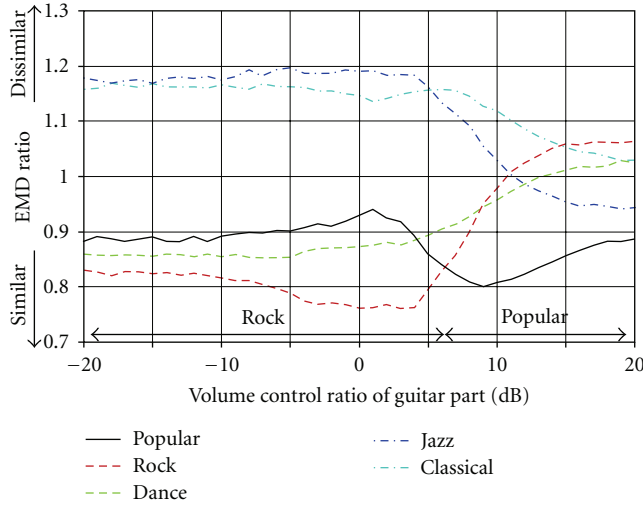 Dissimilar
EMD ratio
Similar
1.3
1.2
1.1
1
0.9
0.8
0.7
Rock
Popular
−20
−10
0
10
20
Volume control ratio of guitar part (dB)
Popular
Rock
Dance
Jazz
Classical